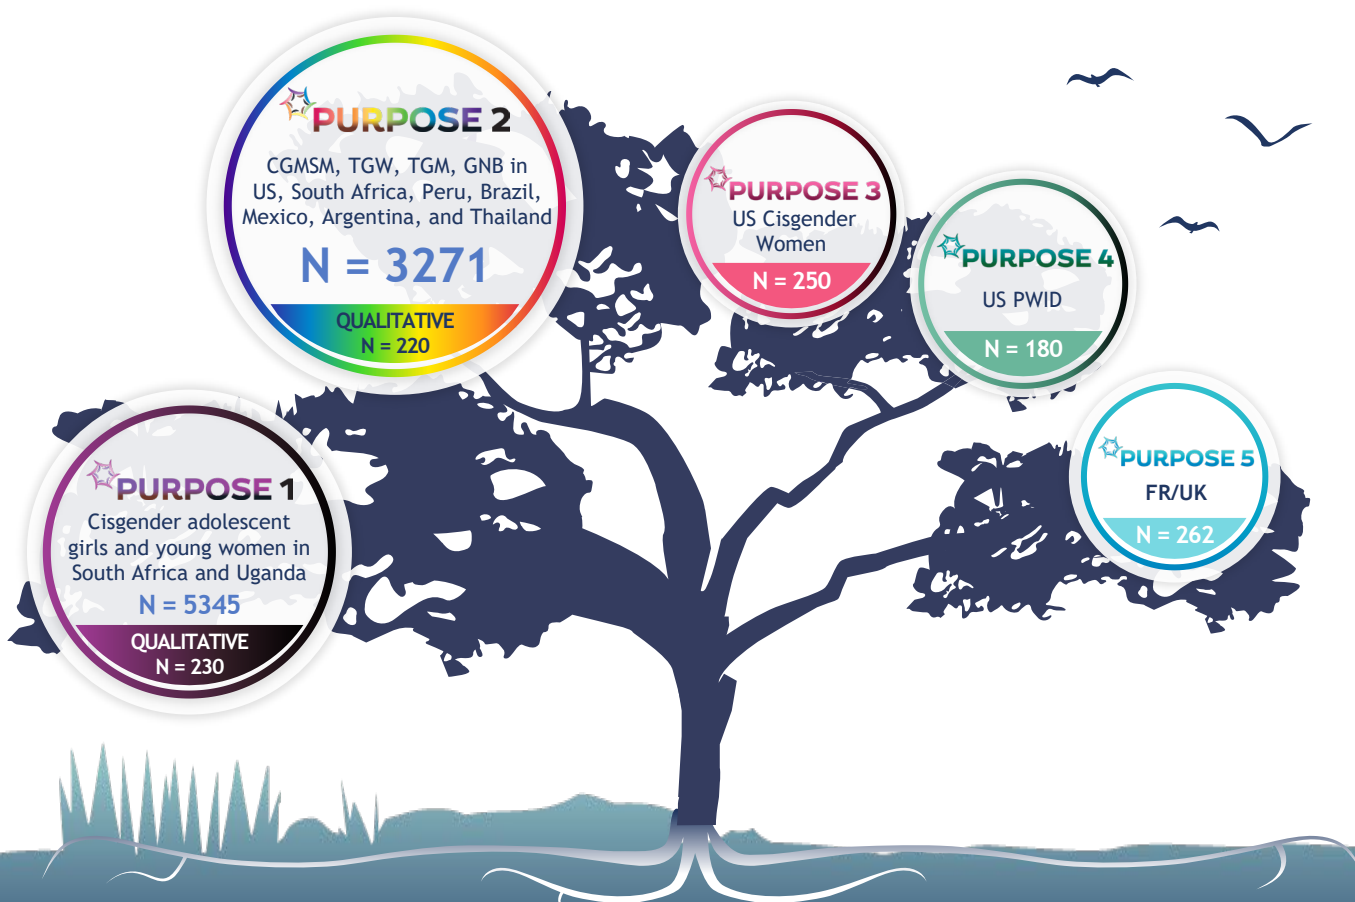 PURPOSE 2
CGMSM, TGW, TGM, GNB in
US, South Africa, Peru, Brazil,
Mexico, Argentina, and Thailand
N = 3271
QUALITATIVE
N = 220
PURPOSE 3
US Cisgender
Women
N = 250
PURPOSE 4
US PWID
N = 180
PURPOSE 1
Cisgender adolescent
girls and young women in
South Africa and Uganda
N = 5345
QUALITATIVE
N = 230
PURPOSE 5
FR/UK
N = 262